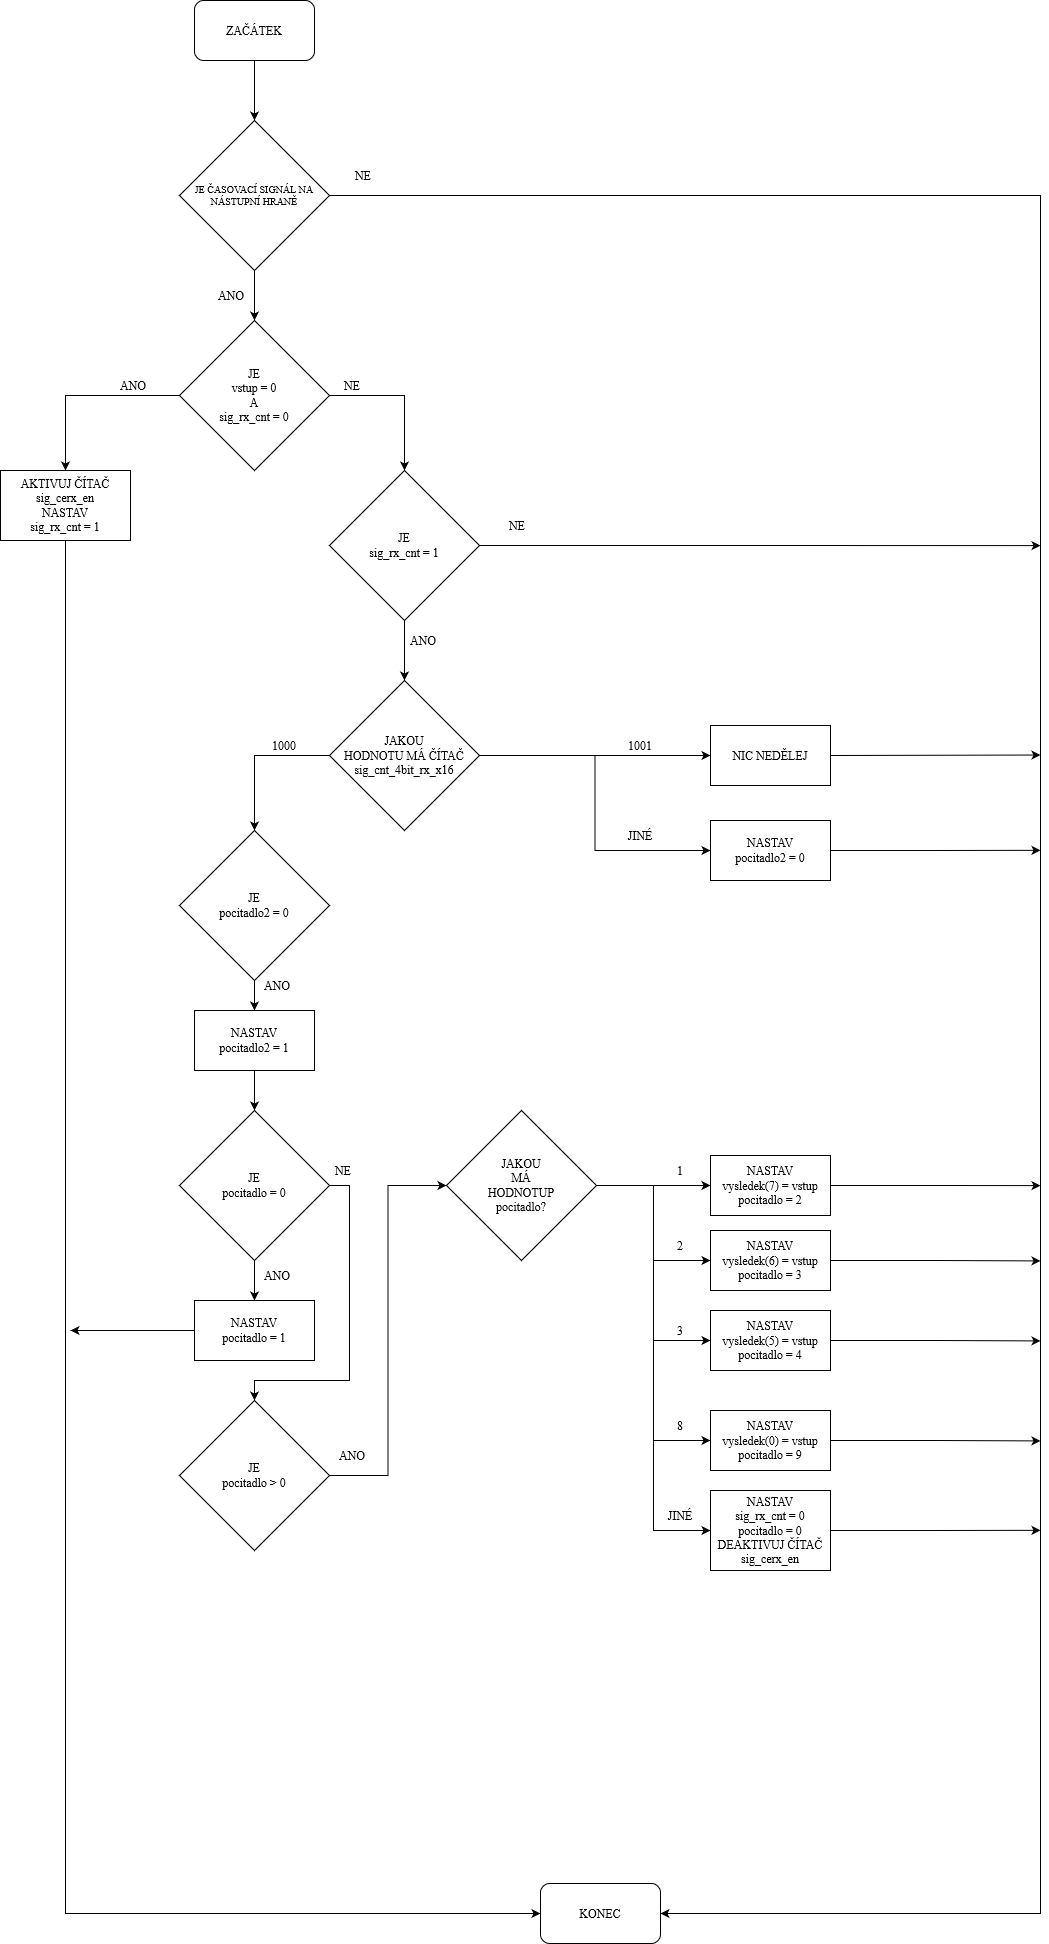 ZAČÁTEK
JE ČASOVACÍ SIGNÁL NA
NÁSTUPNÍ HRANĚ
NE
ANO
JE
vstup = 0
A
sig_rx_cnt = 0
ANO
NE
AKTIVUJ ČÍTAČ
sig_cerx_en
NASTAV
sig_rx_cnt = 1
JE
sig_rx_cnt = 1
NE
ANO
JAKOU
HODNOTU MÁ ČÍTAČ
sig_cnt_4bit_rx_x16
1000
1001
NIC NEDĚLEJ
JINÉ
NASTAV
pocitadlo2 = 0
JE
pocitadlo2 = 0
ANO
NASTAV
pocitadlo2 = 1
JE
pocitadlo = 0
NE
ANO
NASTAV
pocitadlo = 1
JE
pocitadlo > 0
ANO
JAKOU
MÁ
HODNOTUP
pocitadlo?
1
NASTAV
vysledek(7) = vstup
pocitadlo = 2
2
NASTAV
vysledek(6) = vstup
pocitadlo = 3
3
NASTAV
vysledek(5) = vstup
pocitadlo = 4
8
NASTAV
vysledek(0) = vstup
pocitadlo = 9
JINÉ
NASTAV
sig_rx_cnt = 0
pocitadlo = 0
DEAKTIVUJ ČÍTAČ
sig_cerx_en
KONEC